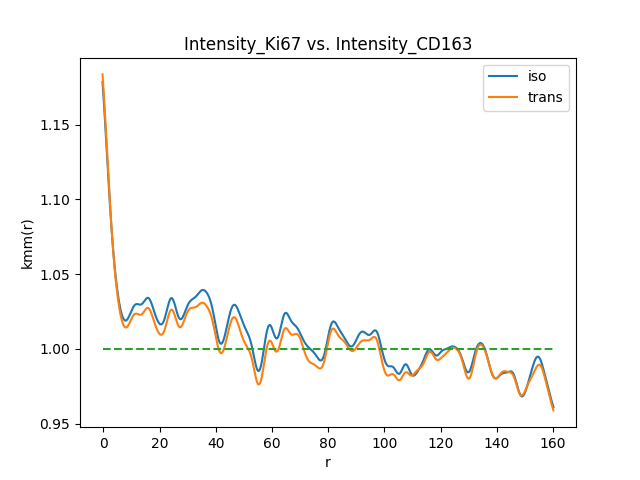 Intensity_Ki67 vs. Intensity_CD163
iso
trans
kmm(r)
1.15
1.10
1.05
1.00
0.95
0 20 40 60 80 100 120 140 160
r